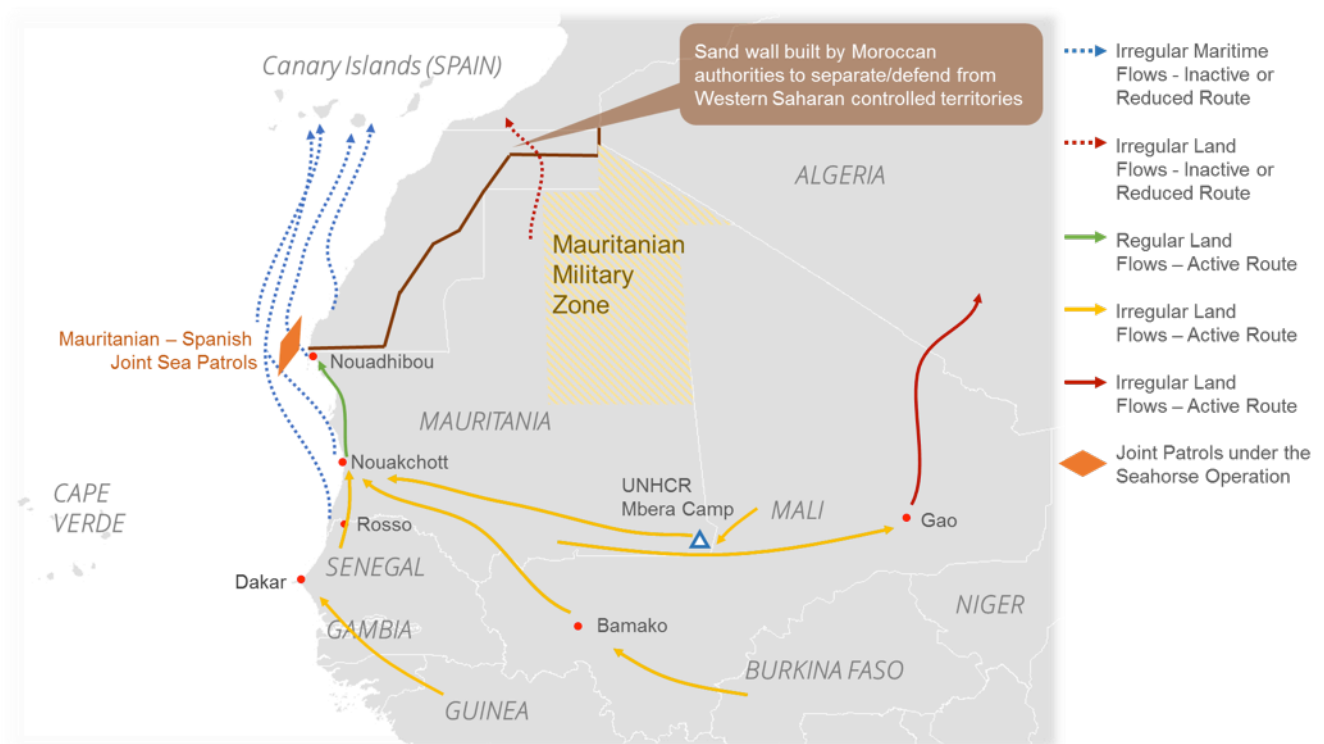 Canary Islands (SPAIN)
Sand wall built by Moroccan
authorities to separate/defend from
Western Saharan controlled territories
ALGERIA
Mauritanian
Military
Zone
Mauritanian – Spanish
Joint Sea Patrols
Nouadhibou
MAURITANIA
Nouakchott
CAPE
VERDE
UNHCR
Mbera Camp
MALI
Gao
Rosso
SENEGAL
Dakar
NIGER
GAMBIA
Bamako
BURKINA FASO
GUINEA
Irregular Maritime
Flows - Inactive or
Reduced Route
Irregular Land
Flows - Inactive or
Reduced Route
Regular Land
Flows – Active Route
Irregular Land
Flows – Active Route
Irregular Land
Flows – Active Route
Joint Patrols under the
Seahorse Operation